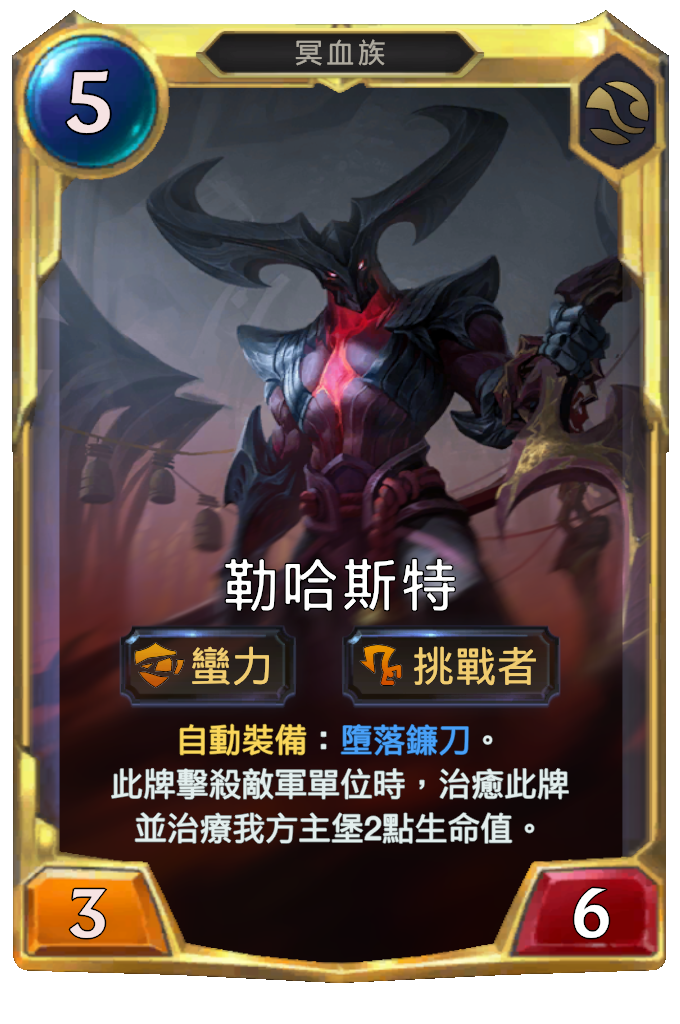 冥血族
5
勒哈斯特
蠻力 挑戰者
自動裝備：墮落鐮刀。
此牌擊殺敵軍單位時，治癒此牌
並治療我方主堡2點生命值。
3 6